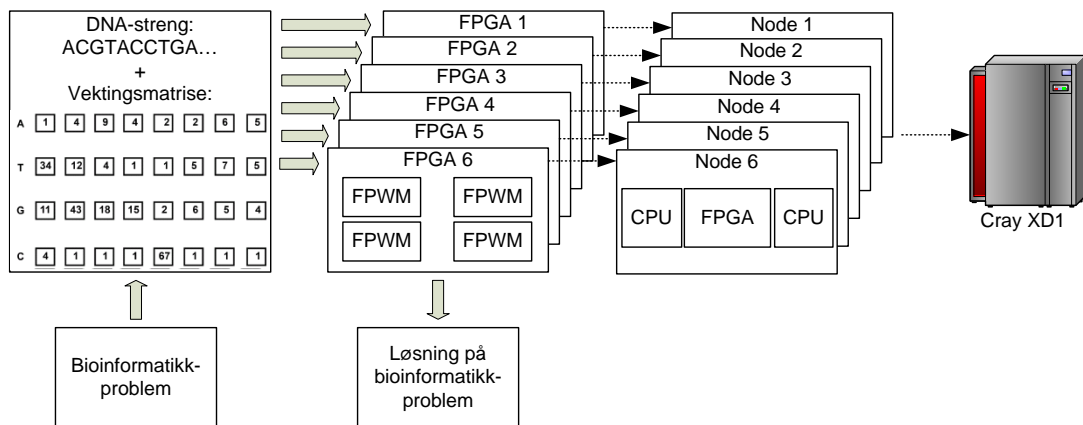 DNA-streng:
ACGTACCTGA...
+
Vektingsmatrise:
A 1 4 9 4 2 2 6 5
T 34 12 4 1 1 5 7 5
G 11 43 18 15 2 6 5 4
C 4 1 1 1 67 1 1 1
Bioinformatikk-
problem
FPGA 1
FPGA 2
FPGA 3
FPGA 4
FPGA 5
FPGA 6
FPWM FPWM
FPWM FPWM
Løsning på
bioinformatikk-
problem
Node 1
Node 2
Node 3
Node 4
Node 5
Node 6
CPU FPGA CPU
Cray XD1